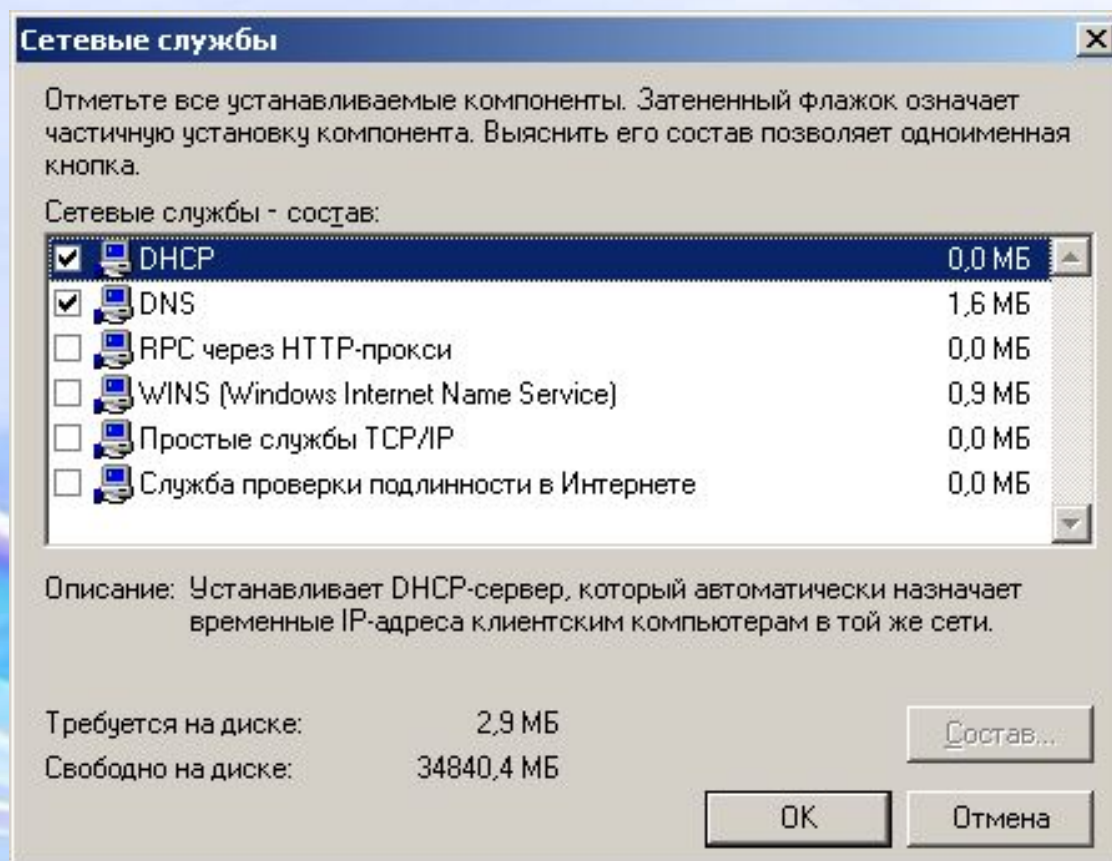 Сетевые службы
Отметьте все устанавливаемые компоненты. Затененный флажок означает
частичную установку компонента. Выяснить его состав позволяет одноименная
кнопка.
Сетевые службы - состав:
DHCP 0,0 МБ
DNS 1,6 МБ
RPC через HTTP-прокси 0,0 МБ
WINS (Windows Internet Name Service) 0,9 МБ
Простые службы TCP/IP 0,0 МБ
Служба проверки подлинности в Интернете 0,0 МБ
Описание: Устанавливает DHCP-сервер, который автоматически назначает
временные IP-адреса клиентским компьютерам в той же сети.
Требуется на диске: 2,9 МБ
Состав...
Свободно на диске: 34840,4 МБ
OK Отмена